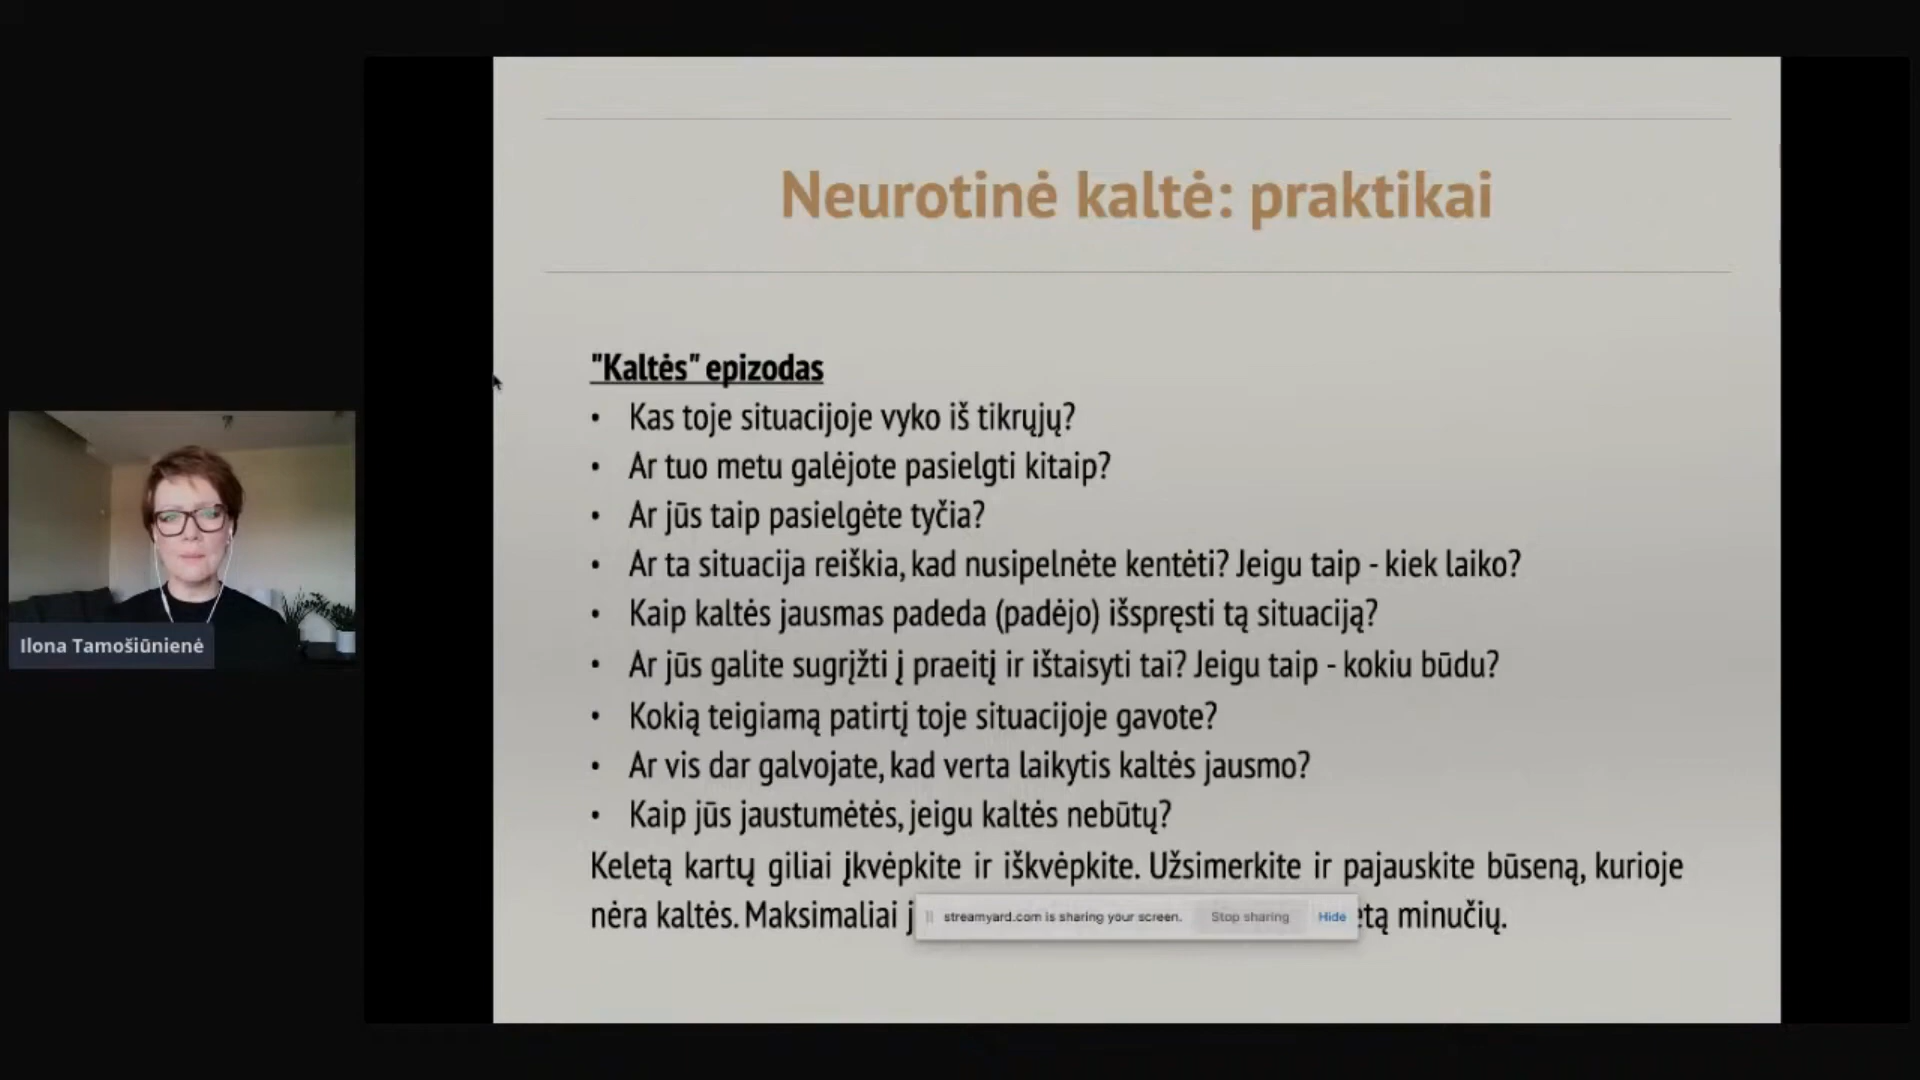 Neurotinė kaltė: praktikai
"Kaltės" epizodas
• Kas toje situacijoje vyko iš tikrųjų?
• Ar tuo metu galėjote pasielgti kitaip?
• Ar jūs taip pasielgėte tyčia?
• Ar ta situacija reiškia, kad nusipelnėte kentėti? Jeigu taip - kiek laiko?
• Kaip kaltės jausmas padeda (padėjo) išspręsti tą situaciją?
• Ar jūs galite sugrįžti į praeitį ir ištaisyti tai? Jeigu taip - kokiu būdu?
• Kokią teigiamą patirtį toje situacijoje gavote?
• Ar vis dar galvojate, kad verta laikytis kaltės jausmo?
• Kaip jūs jaustumėtės, jeigu kaltės nebūtų?
Keletą kartų giliai įkvėpkite ir iškvėpkite. Užsimerkite ir pajauskite būseną, kurioje
nėra kaltės. Maksimaliai minučių.
streamyard.com is sharing your screen. Stop sharing Hide
Ilona Tamošiūnienė